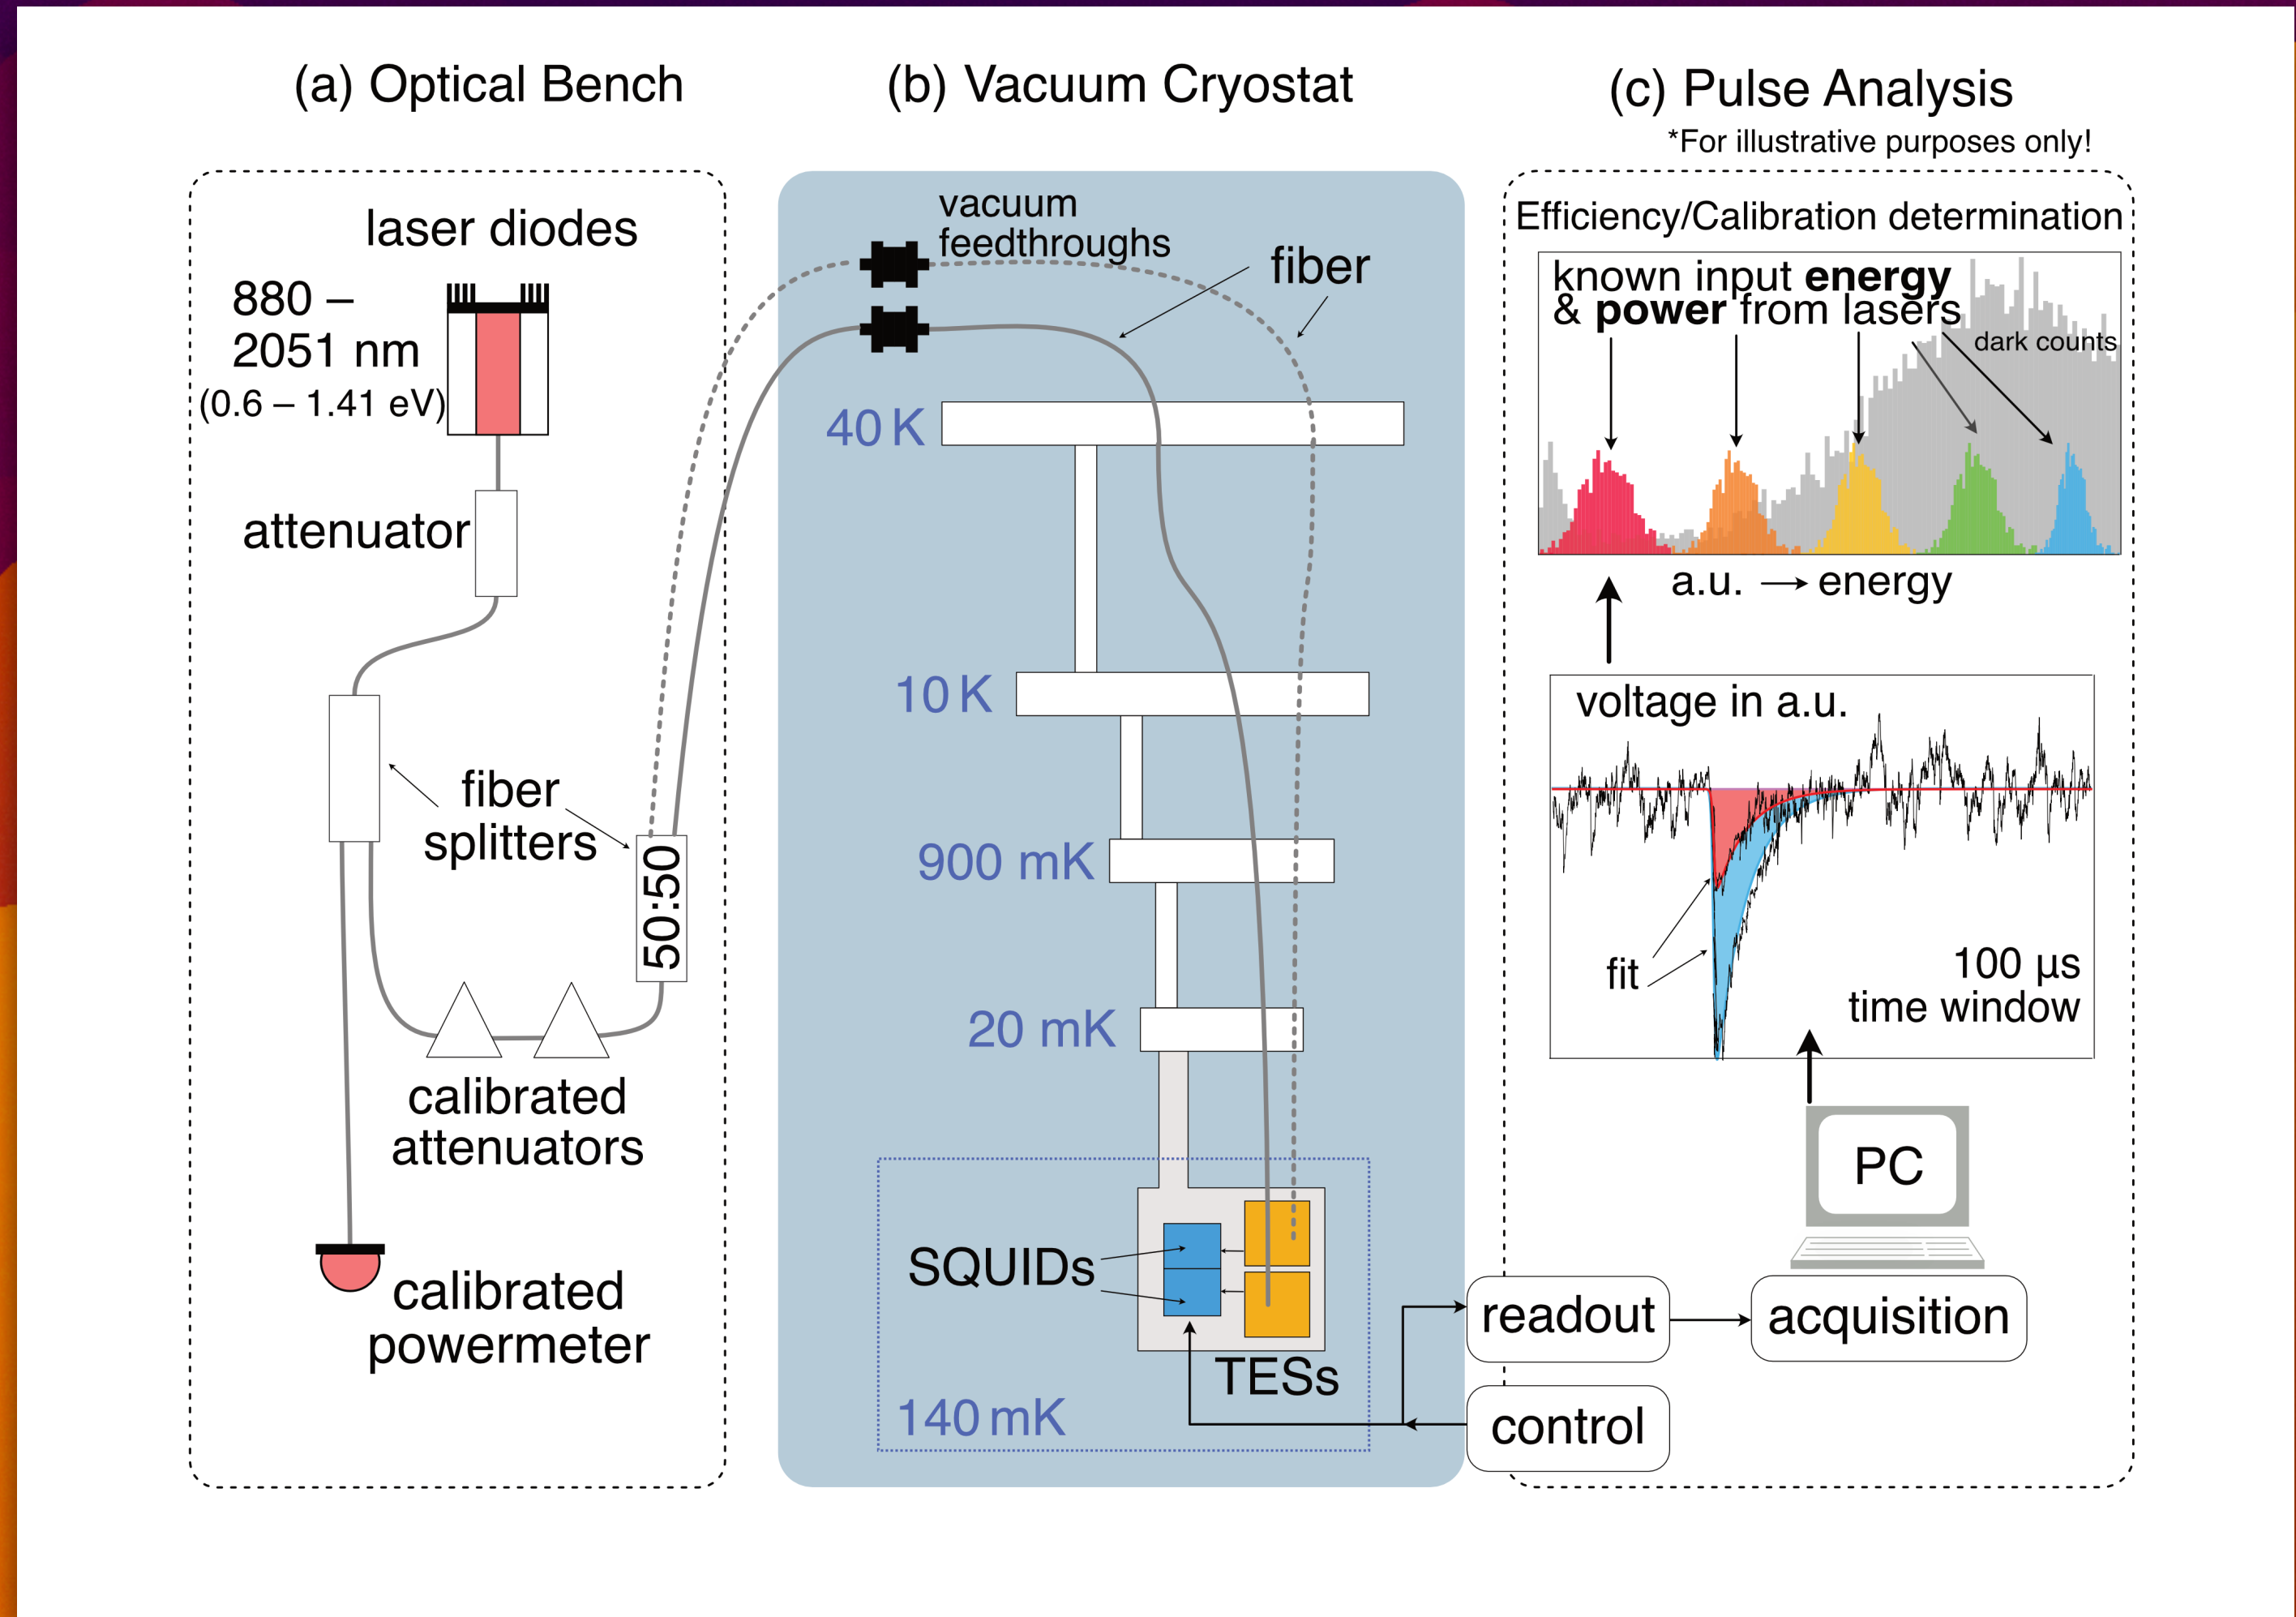 (a) Optical Bench
laser diodes
880 –
2051 nm
(0.6 – 1.41 eV)
attenuator
fiber
splitters
50:50
calibrated
attenuators
calibrated
powermeter
(b) Vacuum Cryostat
vacuum
feedthroughs
fiber
40 K
10 K
900 mK
20 mK
SQUIDs
TESs
140 mK
(c) Pulse Analysis
*For illustrative purposes only!
Efficiency/Calibration determination
known input energy
& power from lasers
dark counts
a.u. → energy
voltage in a.u.
fit
100 µs
time window
PC
readout
acquisition
control